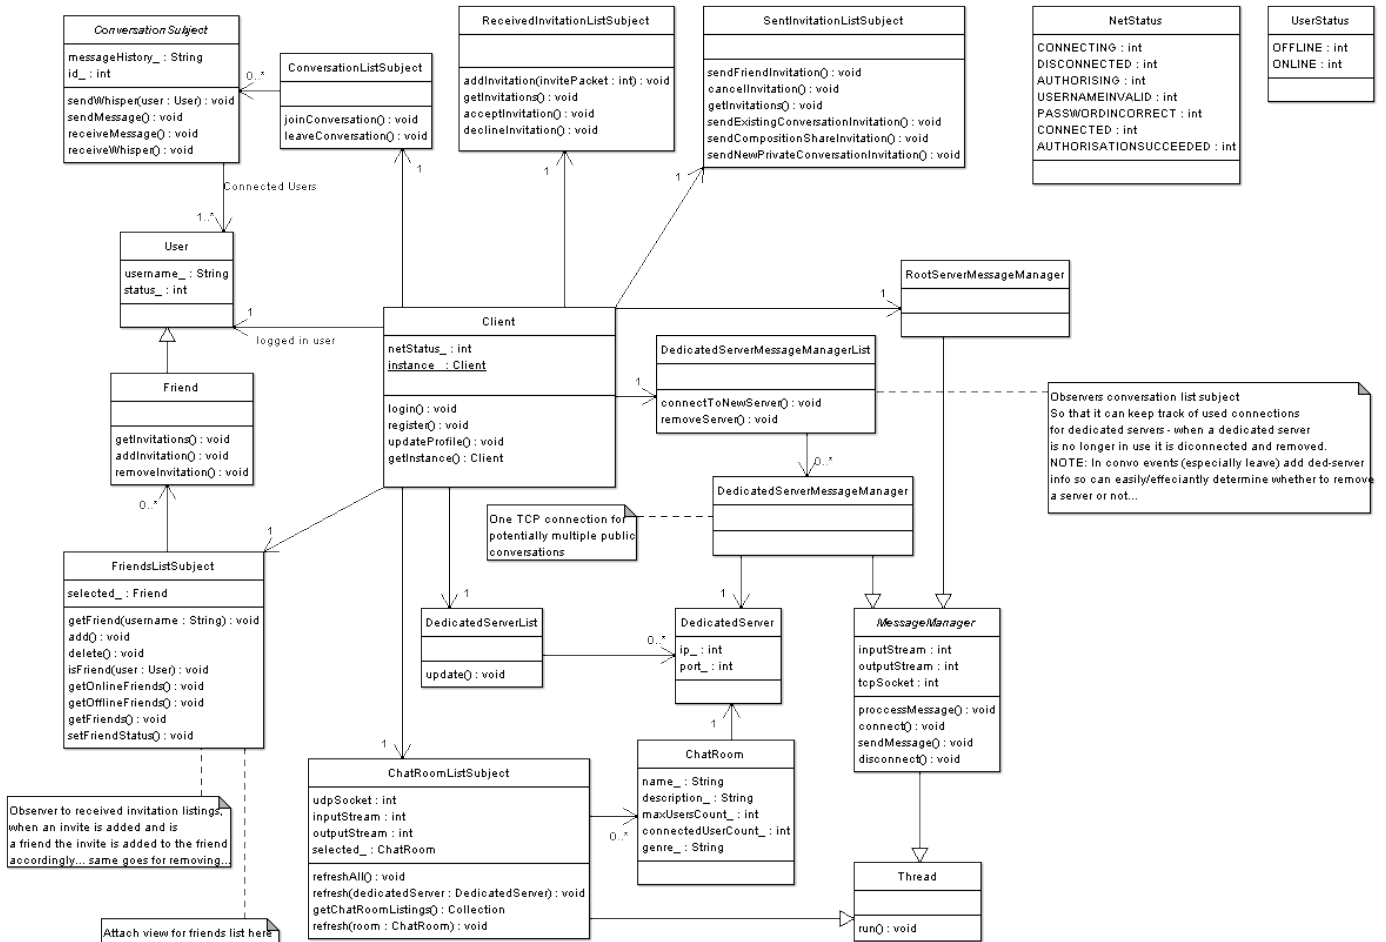 ConversationSubject
messageHistory_ : String
id_ : int
sendWhisper(user : User) : void
sendMessage() : void
receiveMessage() : void
receiveWhisper() : void
0..*
ConversationListSubject
joinConversation() : void
leaveConversation() : void
1
ReceivedInvitationListSubject
addInvitation(invitePacket : int) : void
getInvitations() : void
acceptInvitation() : void
declineInvitation() : void
1
SentInvitationListSubject
sendFriendInvitation() : void
cancelInvitation() : void
getInvitations() : void
sendExistingConversationInvitation() : void
sendCompositionShareInvitation() : void
sendNewPrivateConversationInvitation() : void
1
NetStatus
CONNECTING : int
DISCONNECTED : int
AUTHORISING : int
USERNAMEINVALID : int
PASSWORDINCORRECT : int
CONNECTED : int
AUTHORISATIONSUCCEEDED : int
UserStatus
OFFLINE : int
ONLINE : int
Connected Users
1..*
User
username_ : String
status_ : int
1
logged in user
Client
netStatus_ : int
instance_ : Client
login() : void
register() : void
updateProfile() : void
getInstance() : Client
1
RootServerMessageManager
1
DedicatedServerMessageManagerList
connectToNewServer() : void
removeServer() : void
Observers conversation list subject
So that it can keep track of used connections
for dedicated servers - when a dedicated server
is no longer in use it is diconnected and removed.
NOTE: In convo events (especially leave) add ded-server
info so can easily/effeciantly determine whether to remove
a server or not...
0..*
DedicatedServerMessageManager
One TCP connection for
potentially multiple public
conversations
Friend
getInvitations() : void
addInvitation() : void
removeInvitation() : void
0..*
1
FriendsListSubject
selected_ : Friend
getFriend(username : String) : void
add() : void
delete() : void
isFriend(user : User) : void
getOnlineFriends() : void
getOfflineFriends() : void
getFriends() : void
setFriendStatus() : void
1
DedicatedServerList
update() : void
0..*
1
DedicatedServer
ip_ : int
port_ : int
1
MessageManager
inputStream : int
outputStream : int
tcpSocket : int
proccessMessage() : void
connect() : void
sendMessage() : void
disconnect() : void
1
ChatRoomListSubject
udpSocket : int
inputStream : int
outputStream : int
selected_ : ChatRoom
refreshAll() : void
refresh(dedicatedServer : DedicatedServer) : void
getChatRoomListings() : Collection
refresh(room : ChatRoom) : void
0..*
ChatRoom
name_ : String
description_ : String
maxUsersCount_ : int
connectedUserCount_ : int
genre_ : String
Thread
run() : void
Observer to received invitation listings,
when an invite is added and is
a friend the invite is added to the friend
accordingly... same goes for removing...
Attach view for friends list here